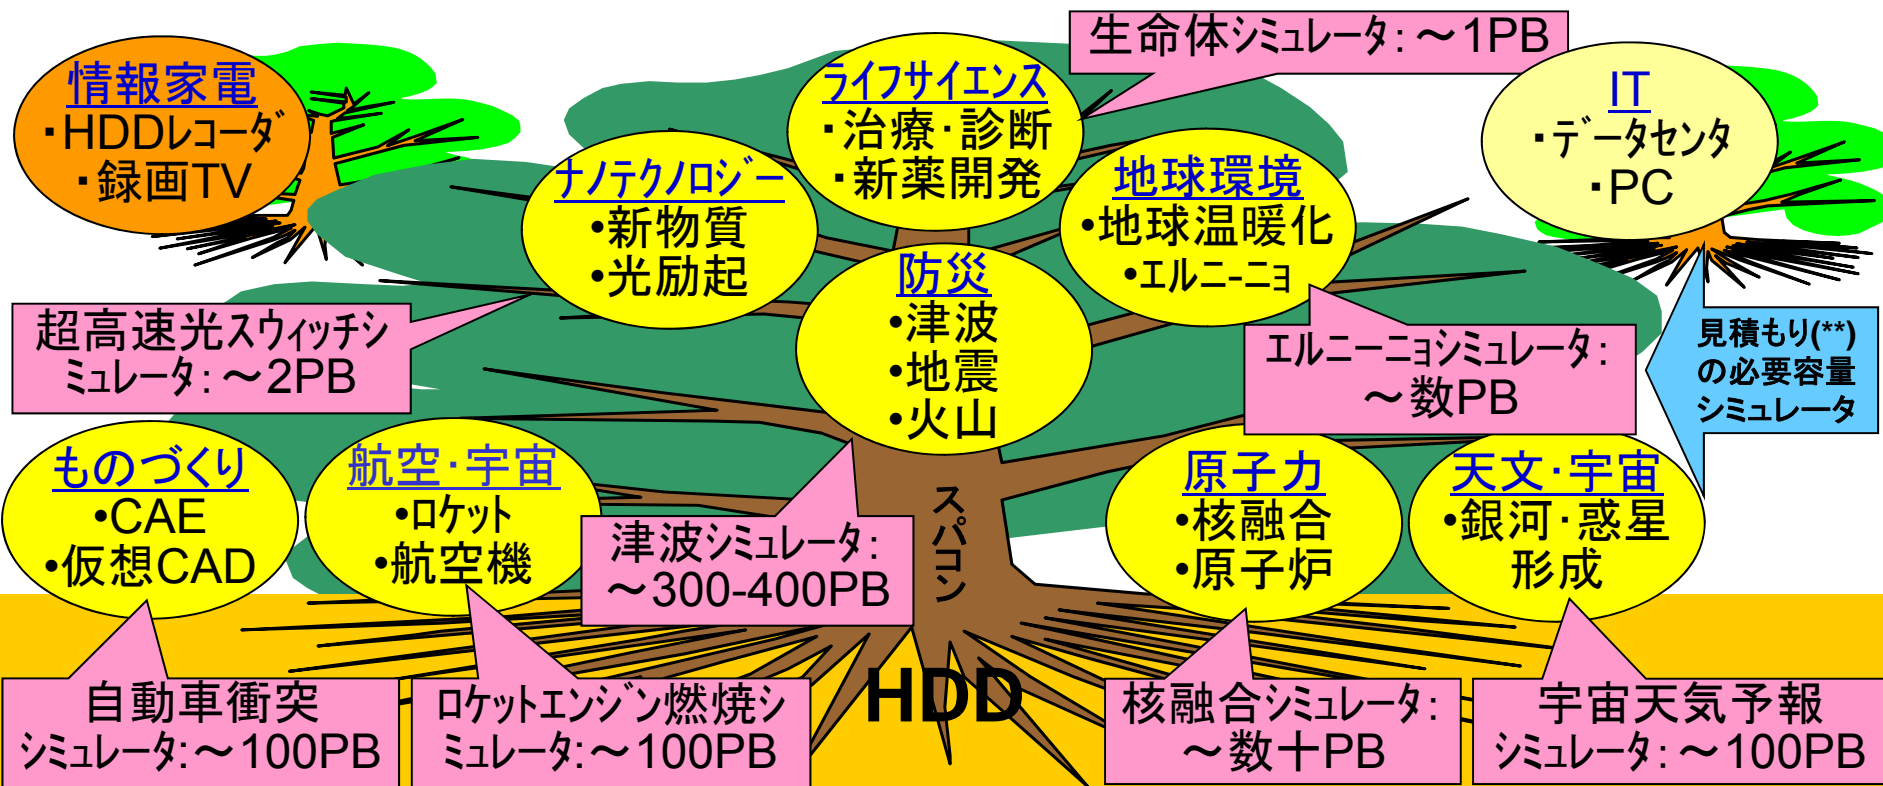 生命体シミュレータ:～1PB
情報家電
・HDDレコーダ
・録画TV
ライフサイエンス
・治療・診断
・新薬開発
IT
・データセンタ
・PC
ナノテクノロジー
•新物質
•光励起
地球環境
•地球温暖化
•エルニーニョ
防災
•津波
•地震
•火山
超高速光スウィッチシ
ミュレータ:～2PB
エルニーニョシミュレータ:
～数PB
見積もり(**)
の必要容量
シミュレータ
ものづくり
•CAE
•仮想CAD
航空・宇宙
•ロケット
•航空機
津波シミュレータ:
～300-400PB
スパコン
原子力
•核融合
•原子炉
天文・宇宙
•銀河・惑星
形成
HDD
自動車衝突
シミュレータ:～100PB
ロケットエンジン燃焼シ
ミュレータ:～100PB
核融合シミュレータ:
～数十PB
宇宙天気予報
シミュレータ:～100PB